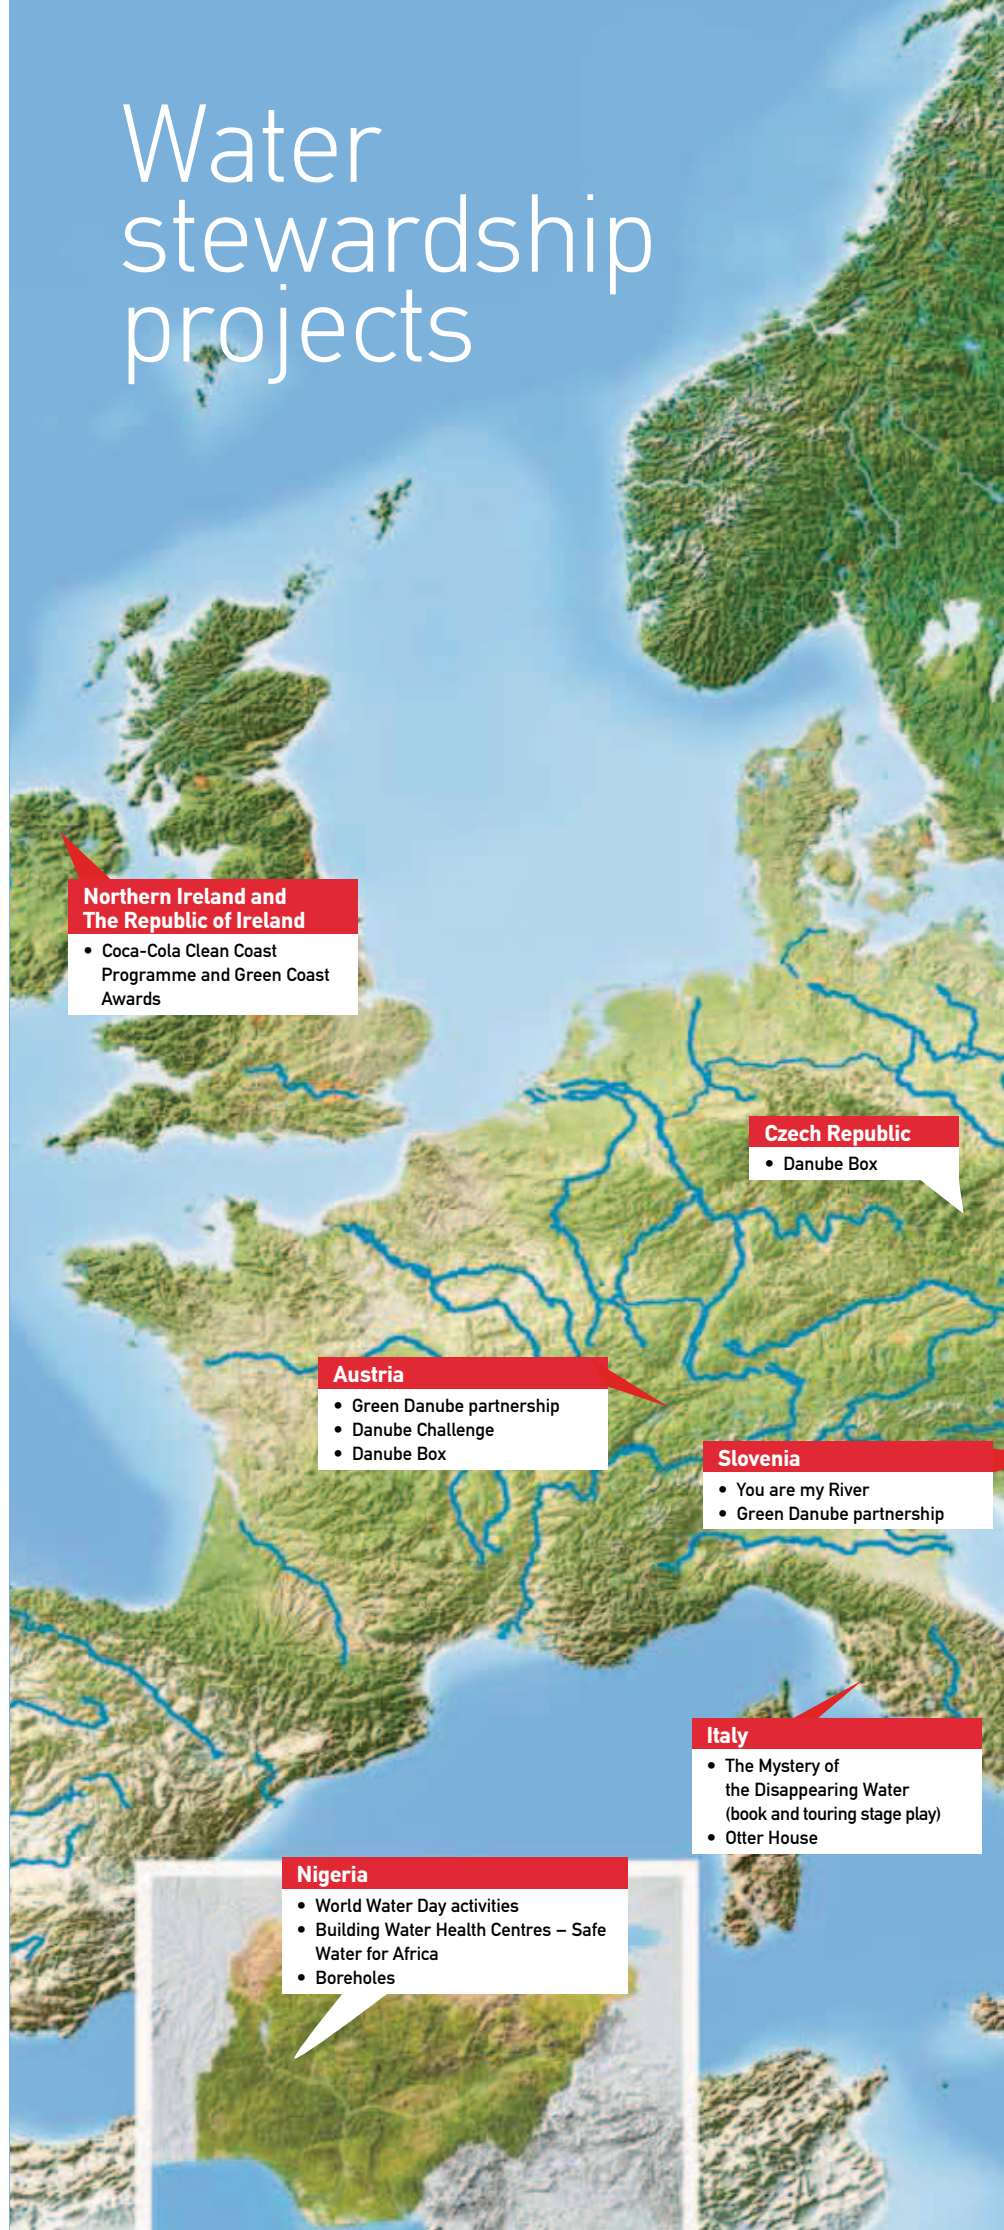 Water
stewardship
projects
Northern Ireland and
The Republic of Ireland
• Coca-Cola Clean Coast
Programme and Green Coast
Awards
Czech Republic
• Danube Box
Austria
• Green Danube partnership
• Danube Challenge
• Danube Box
Slovenia
• You are my River
• Green Danube partnership
Italy
• The Mystery of
the Disappearing Water
(book and touring stage play)
• Otter House
Nigeria
• World Water Day activities
• Building Water Health Centres – Safe
Water for Africa
• Boreholes